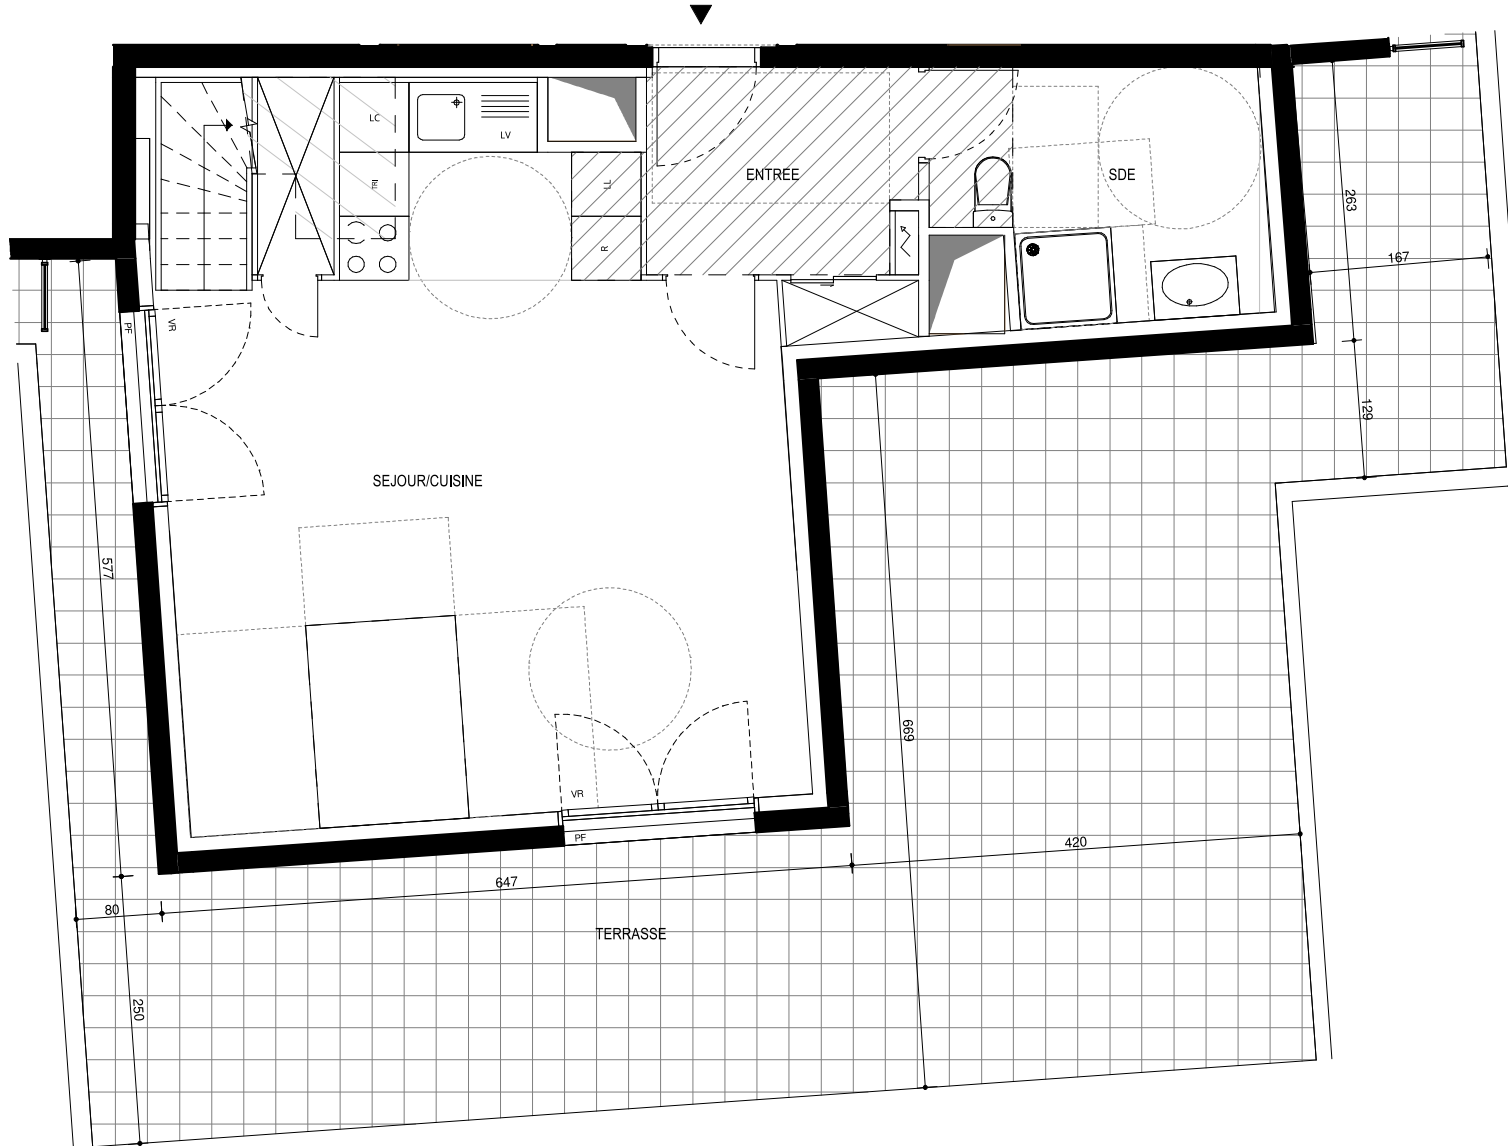 LC
LV
TRI
LL
R
ENTREE
SDE
263
167
129
PF
VR
SEJOUR/CUISINE
577
669
VR
PF
420
647
80
TERRASSE
250